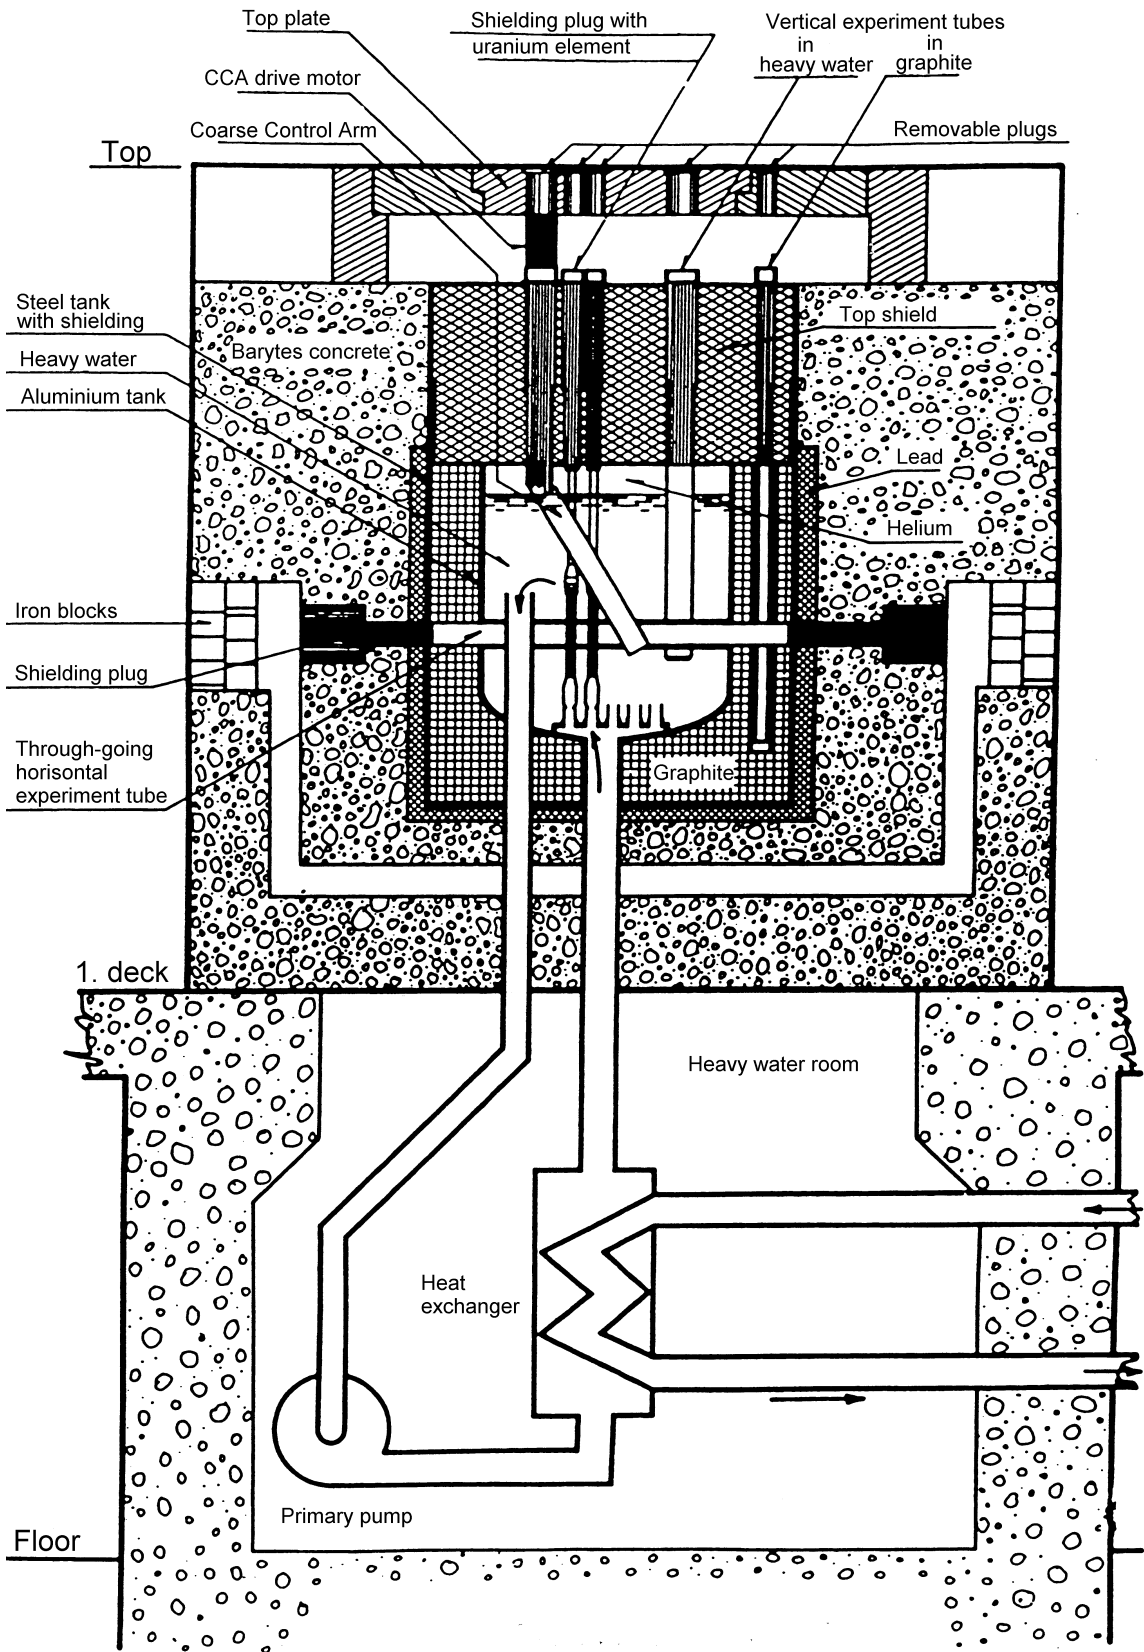 Top plate
Shielding plug with
uranium element
Vertical experiment tubes
in
heavy water
in
graphite
CCA drive motor
Coarse Control Arm
Removable plugs
Top
Steel tank
with shielding
Heavy water
Aluminium tank
Barytes concrete
Top shield
Lead
Helium
Iron blocks
Shielding plug
Through-going
horisontal
experiment tube
Graphite
1. deck
Heavy water room
Heat
exchanger
Primary pump
Floor